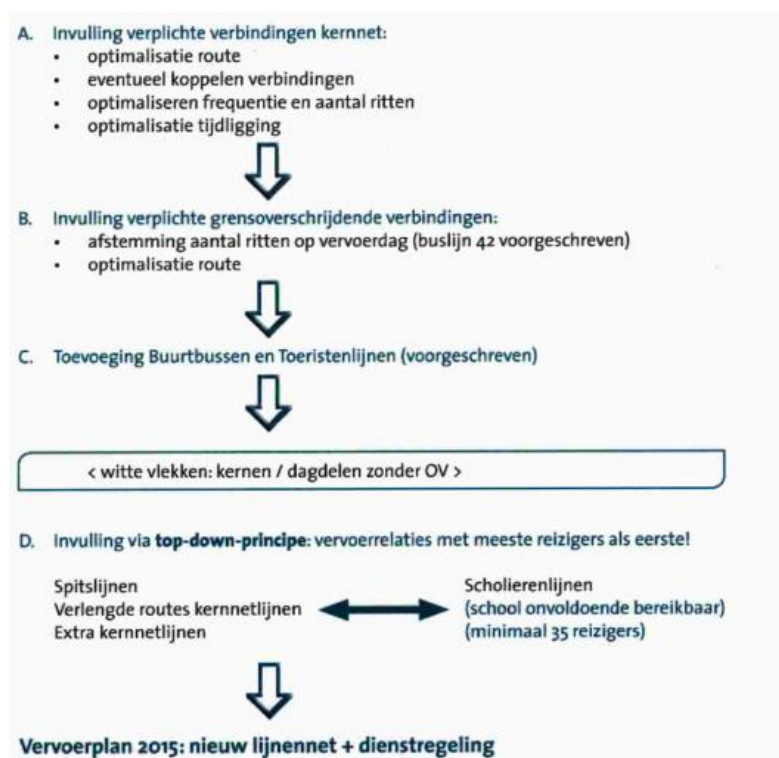 A. Invulling verplichte verbindingen kernnet:
• optimalisatie route
• eventueel koppelen verbindingen
• optimaliseren frequentie en aantal ritten
• optimalisatie tijdligging
B. Invulling verplichte grensoverschrijdende verbindingen:
• afstemming aantal ritten op vervoerdag (buslijn 42 voorgeschreven)
• optimalisatie route
C. Toevoeging Buurtbussen en Toeristenlijnen (voorgeschreven)
< witte vlekken: kernen / dagdelen zonder OV >
D. Invulling via top-down-principe: vervoerrelaties met meeste reizigers als eerste!
Spitslijnen
Verlengde routes kernnetlijnen
Extra kernnetlijnen
Scholierenlijnen
(school onvoldoende bereikbaar)
(minimaal 35 reizigers)
Vervoerplan 2015: nieuw lijnennet + dienstregeling